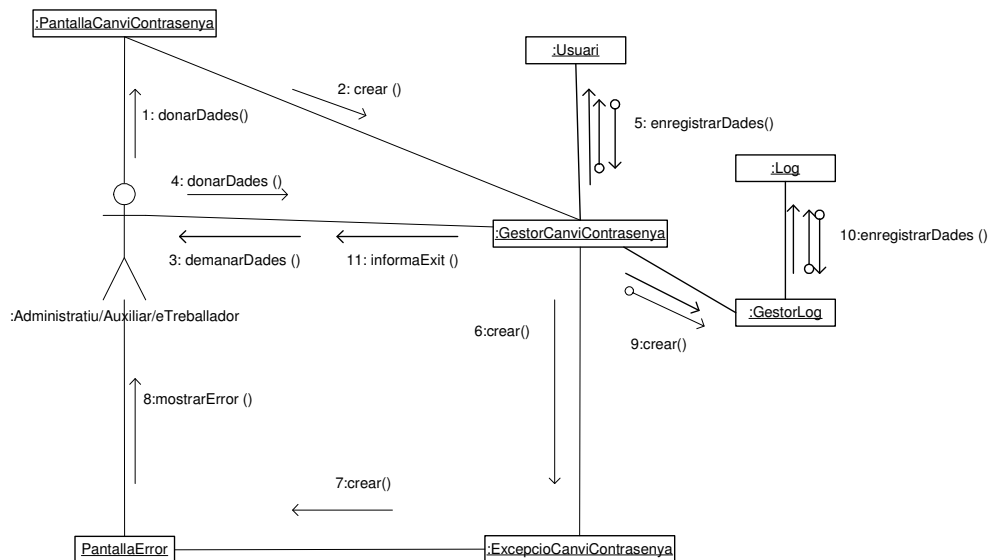 :PantallaCanviContrasenya
:Usuari
2: crear ()
1: donarDades()
5: enregistrarDades()
:Log
4: donarDades ()
:GestorCanviContrasenya
10:enregistrarDades ()
3: demanarDades ()
11: informaExit ()
:Administratiu/Auxiliar/eTreballador
:GestorLog
6:crear()
9:crear()
8:mostrarError ()
7:crear()
PantallaError
:ExcepcioCanviContrasenya